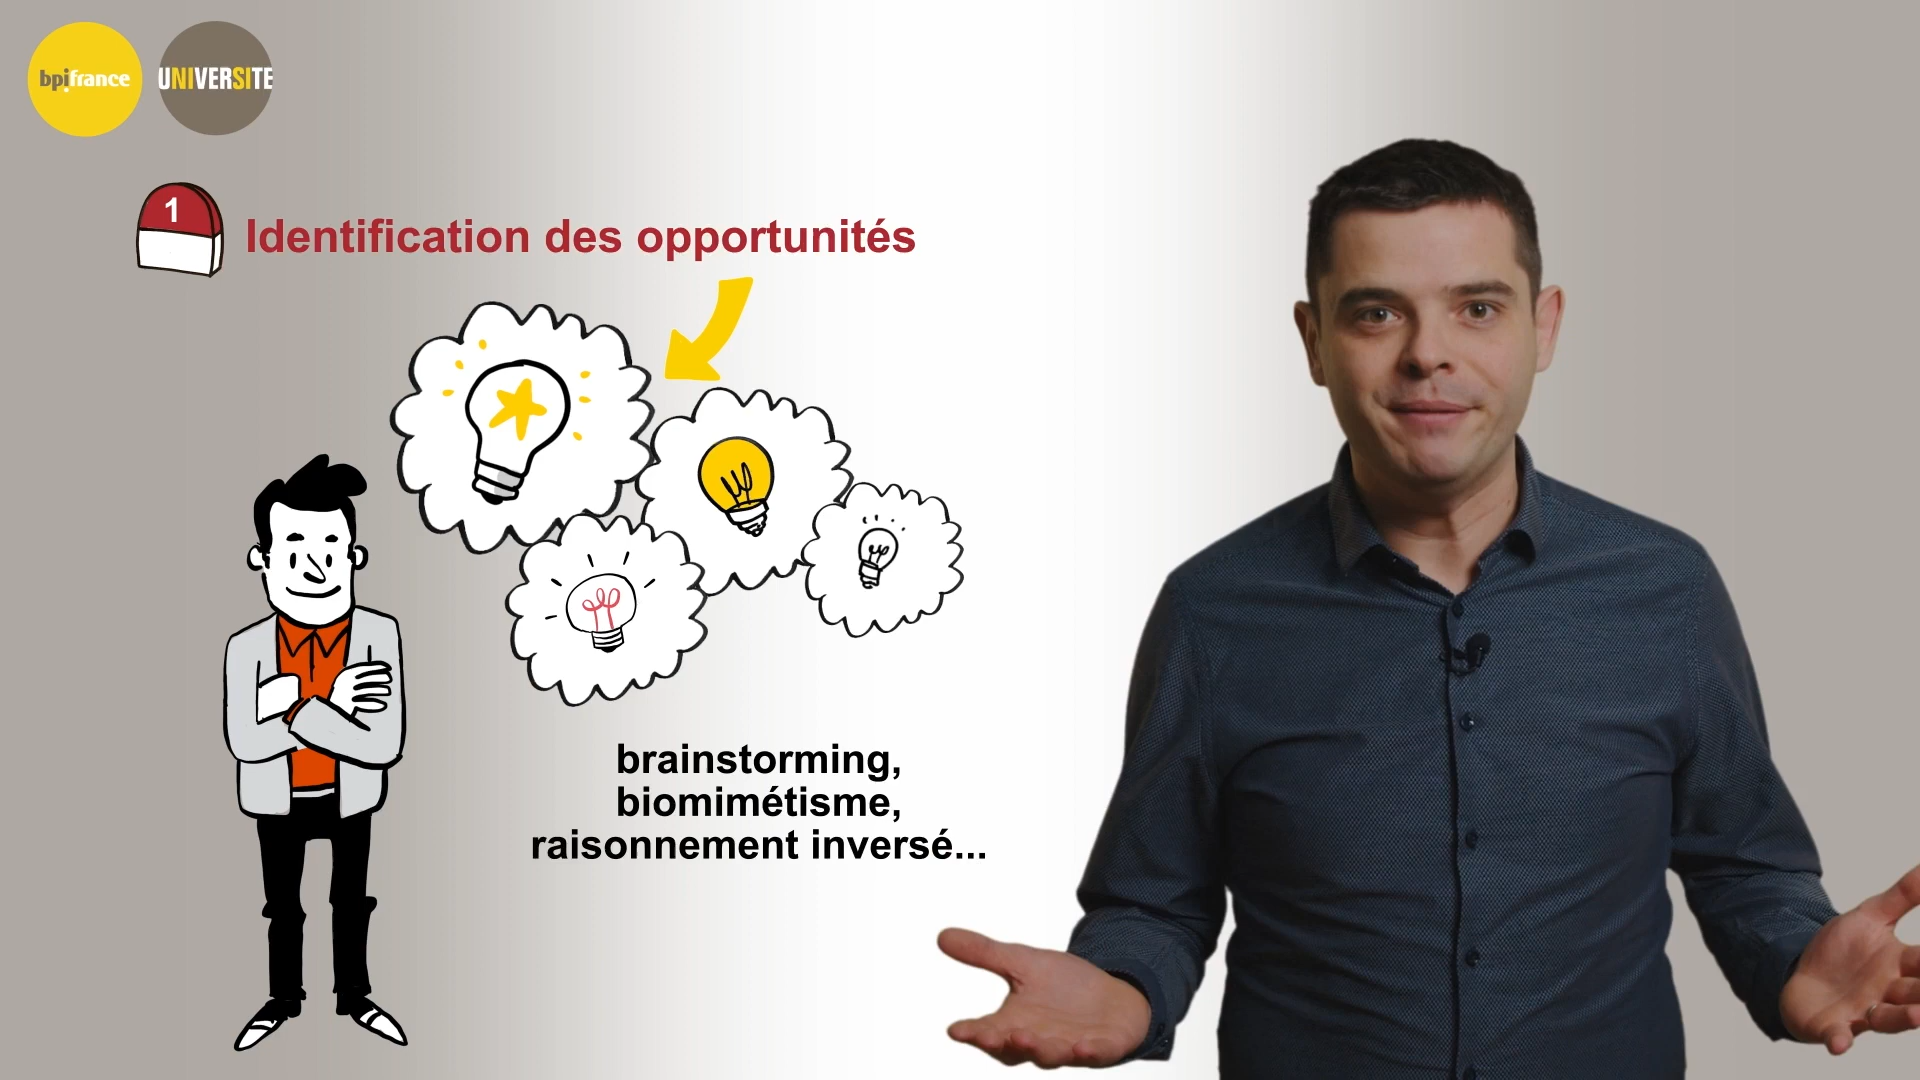 bpifrance
UNIVERSITE
1
Identification des opportunités
brainstorming,
biomimétisme,
raisonnement inversé...